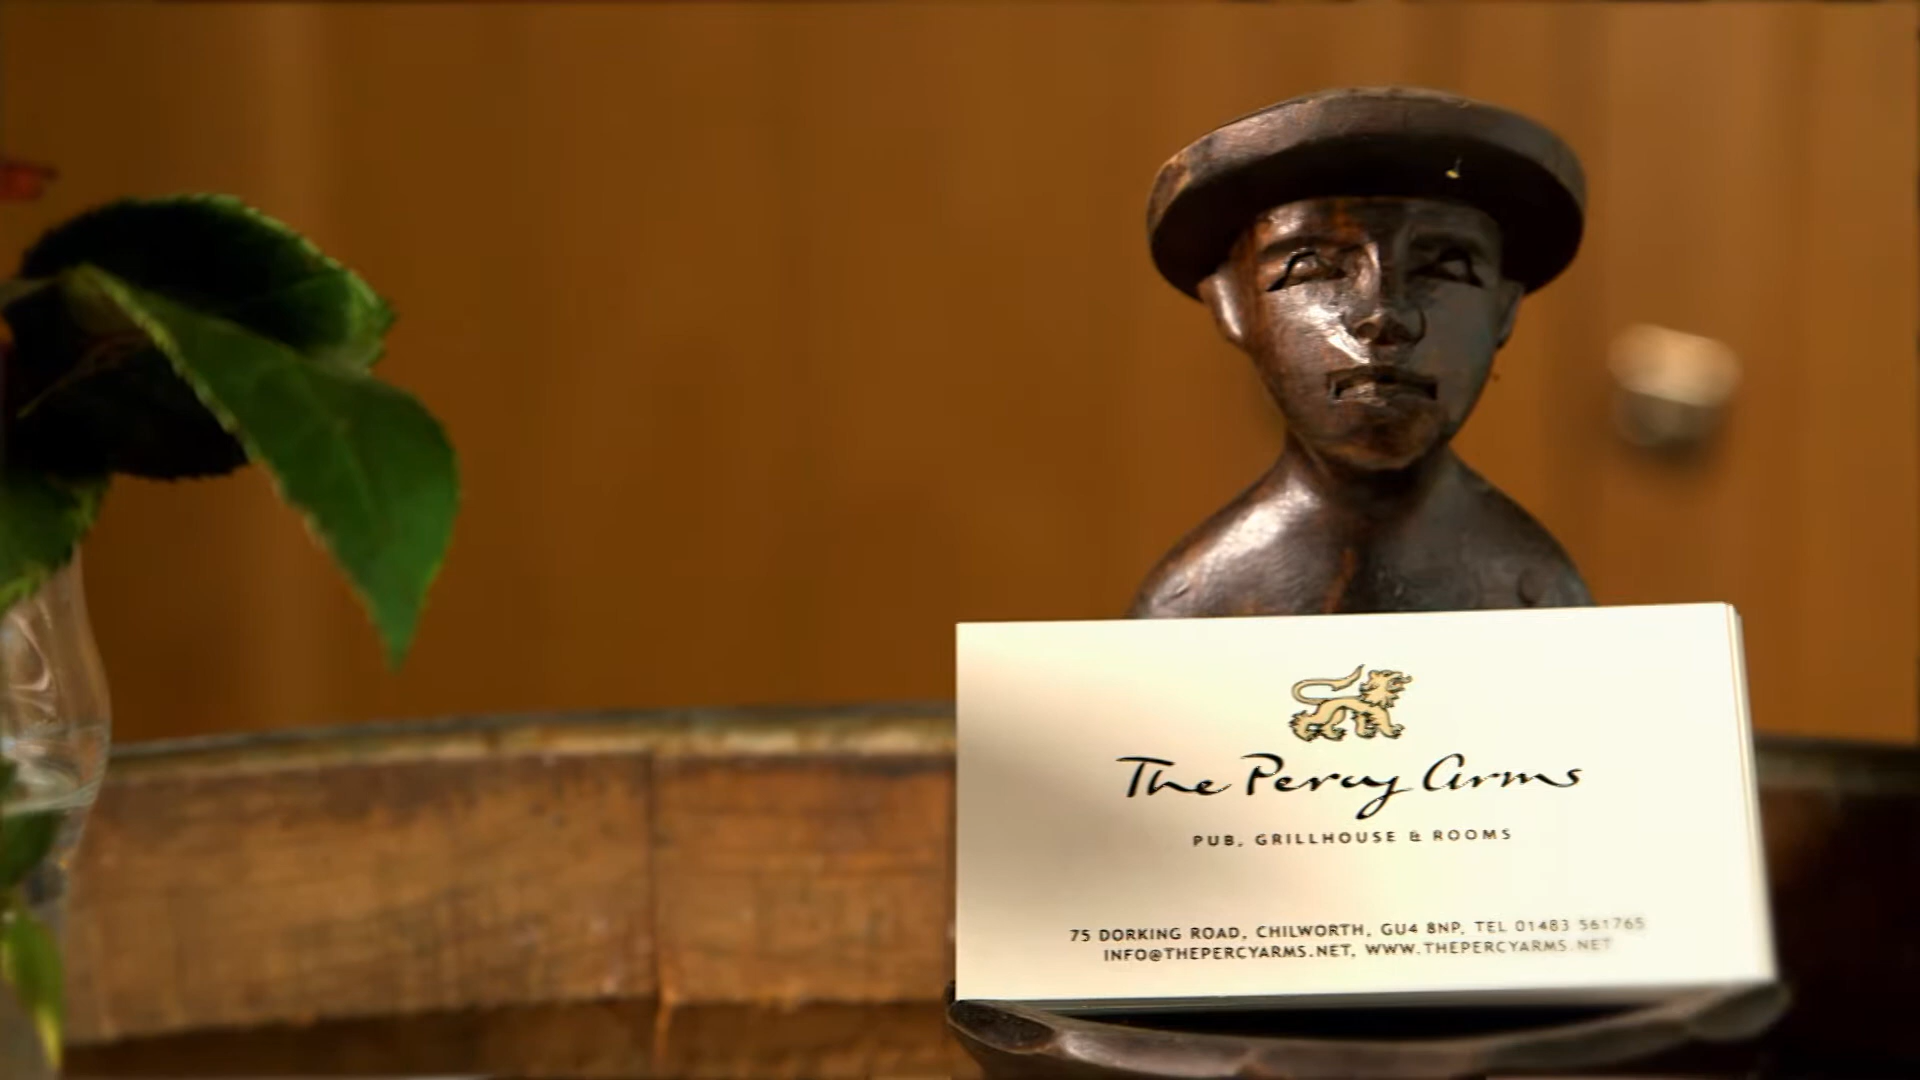 The Percy Arms
PUB, GRILLHOUSE & ROOMS
75 DORKING ROAD, CHILWORTH, GU4 8NP, TEL 01483 561765
INFO@THEPERCYARMS.NET, WWW.THEPERCYARMS.NET